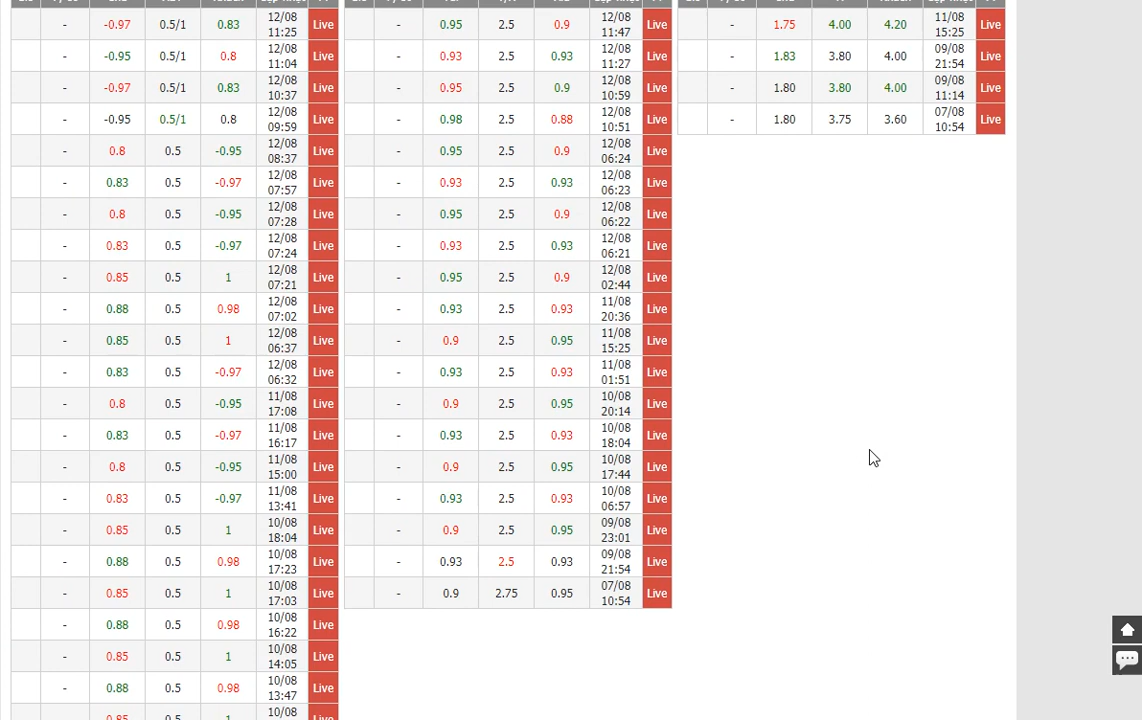 -0.97 0.5/1 0.83 12/08 11:25 Live
-0.95 0.5/1 0.8 12/08 11:04 Live
-0.97 0.5/1 0.83 12/08 10:37 Live
-0.95 0.5/1 0.8 12/08 09:59 Live
- 0.8 0.5 -0.95 12/08 08:37 Live
- 0.83 0.5 -0.97 12/08 07:57 Live
- 0.8 0.5 -0.95 12/08 07:28 Live
- 0.83 0.5 -0.97 12/08 07:24 Live
- 0.85 0.5 1 12/08 07:21 Live
- 0.88 0.5 0.98 12/08 07:02 Live
- 0.85 0.5 1 12/08 06:37 Live
- 0.83 0.5 -0.97 12/08 06:32 Live
- 0.8 0.5 -0.95 11/08 17:08 Live
- 0.83 0.5 -0.97 11/08 16:17 Live
- 0.8 0.5 -0.95 11/08 15:00 Live
- 0.83 0.5 -0.97 11/08 13:41 Live
- 0.85 0.5 1 10/08 18:04 Live
- 0.88 0.5 0.98 10/08 17:23 Live
- 0.85 0.5 1 10/08 17:03 Live
- 0.88 0.5 0.98 10/08 16:22 Live
- 0.85 0.5 1 10/08 14:05 Live
- 0.88 0.5 0.98 10/08 13:47 Live
0.85 0.5 1 10/08 Live
- 0.95 2.5 0.9 12/08 11:47 Live
- 0.93 2.5 0.93 12/08 11:27 Live
- 0.95 2.5 0.9 12/08 10:59 Live
- 0.98 2.5 0.88 12/08 10:51 Live
- 0.95 2.5 0.9 12/08 06:24 Live
- 0.93 2.5 0.93 12/08 06:23 Live
- 0.95 2.5 0.9 12/08 06:22 Live
- 0.93 2.5 0.93 12/08 06:21 Live
- 0.95 2.5 0.9 12/08 02:44 Live
- 0.93 2.5 0.93 11/08 20:36 Live
- 0.9 2.5 0.95 11/08 15:25 Live
- 0.93 2.5 0.93 11/08 01:51 Live
- 0.9 2.5 0.95 10/08 20:14 Live
- 0.93 2.5 0.93 10/08 18:04 Live
- 0.9 2.5 0.95 10/08 17:44 Live
- 0.93 2.5 0.93 10/08 06:57 Live
- 0.9 2.5 0.95 09/08 23:01 Live
- 0.93 2.5 0.93 09/08 21:54 Live
- 0.9 2.75 0.95 07/08 10:54 Live
- 1.75 4.00 4.20 11/08 15:25 Live
- 1.83 3.80 4.00 09/08 21:54 Live
- 1.80 3.80 4.00 09/08 11:14 Live
- 1.80 3.75 3.60 07/08 10:54 Live